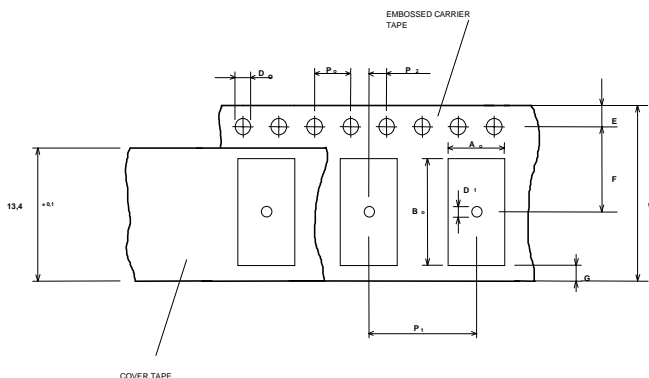 EMBOSSED CARRIER
TAPE
D o
P o
P 2
E
A o
F
D 1
13,4 ± 0,1
B o
G
P 1
COVER TAPE